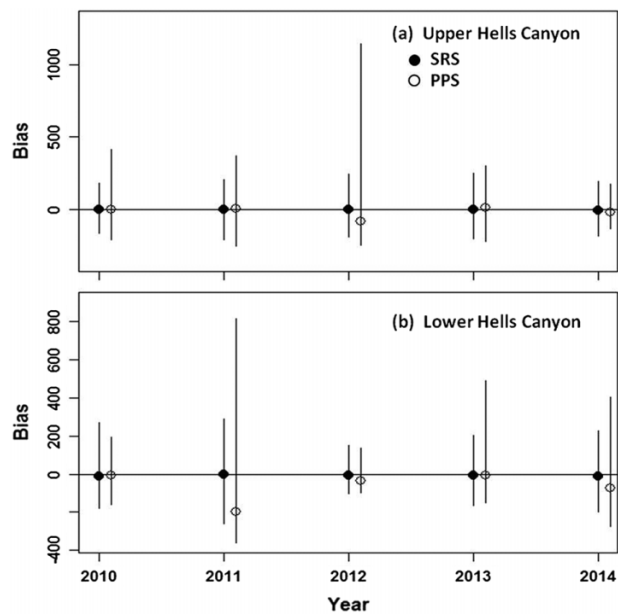 (a) Upper Hells Canyon
SRS
PPS
Bias
1000
500
0
(b) Lower Hells Canyon
Bias
800
600
400
200
0
-400
2010
2011
2012
2013
2014
Year